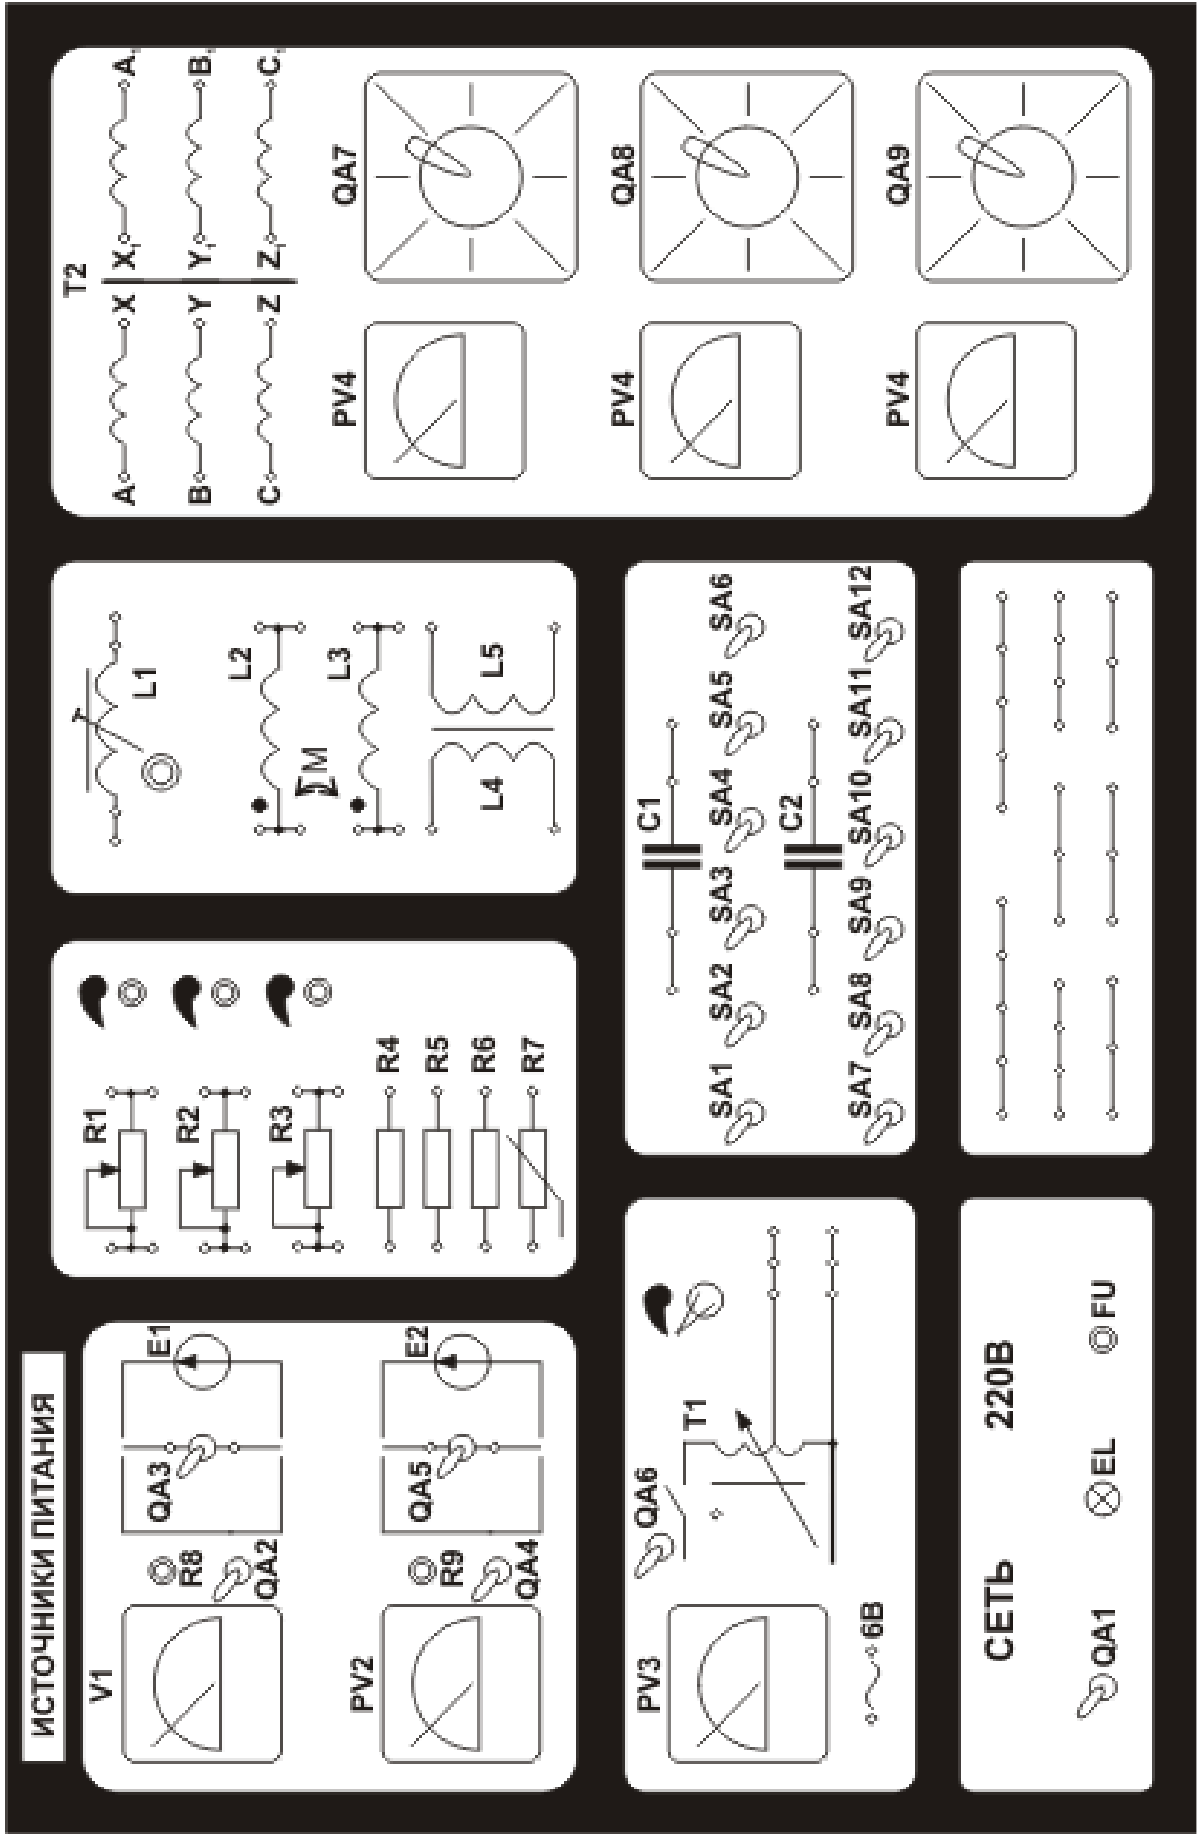 ИСТОЧНИКИ ПИТАНИЯ
V1
R8
QA2
QA3
E1
PV2
R9
QA4
QA5
E2
R1
R2
R3
R4
R5
R6
R7
L1
L2
M
L3
L4
L5
T2
A X X₁ A₁
B Y Y₁ B₁
C Z Z₁ C₁
PV4 QA7
PV4 QA8
PV4 QA9
PV3
QA6
T1
6В
C1
SA1 SA2 SA3 SA4 SA5 SA6
C2
SA7 SA8 SA9 SA10 SA11 SA12
СЕТЬ 220В
QA1 EL FU